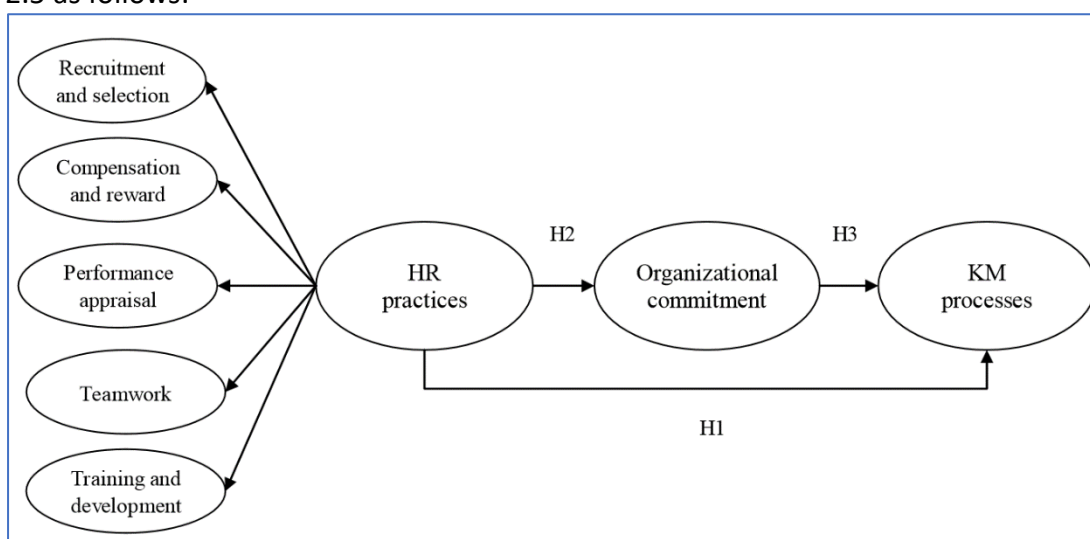 2.3 as follows:
Recruitment
and selection
Compensation
and reward
Performance
appraisal
Teamwork
Training and
development
HR
practices
H2
Organizational
commitment
H3
KM
processes
H1